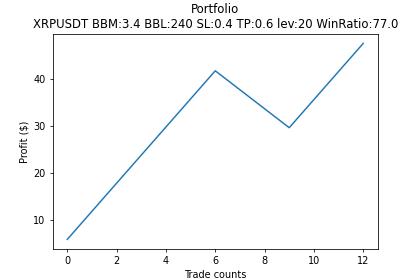 Portfolio
XRPUSDT BBM:3.4 BBL:240 SL:0.4 TP:0.6 lev:20 WinRatio:77.0
Profit ($)
40
30
20
10
0 2 4 6 8 10 12
Trade counts